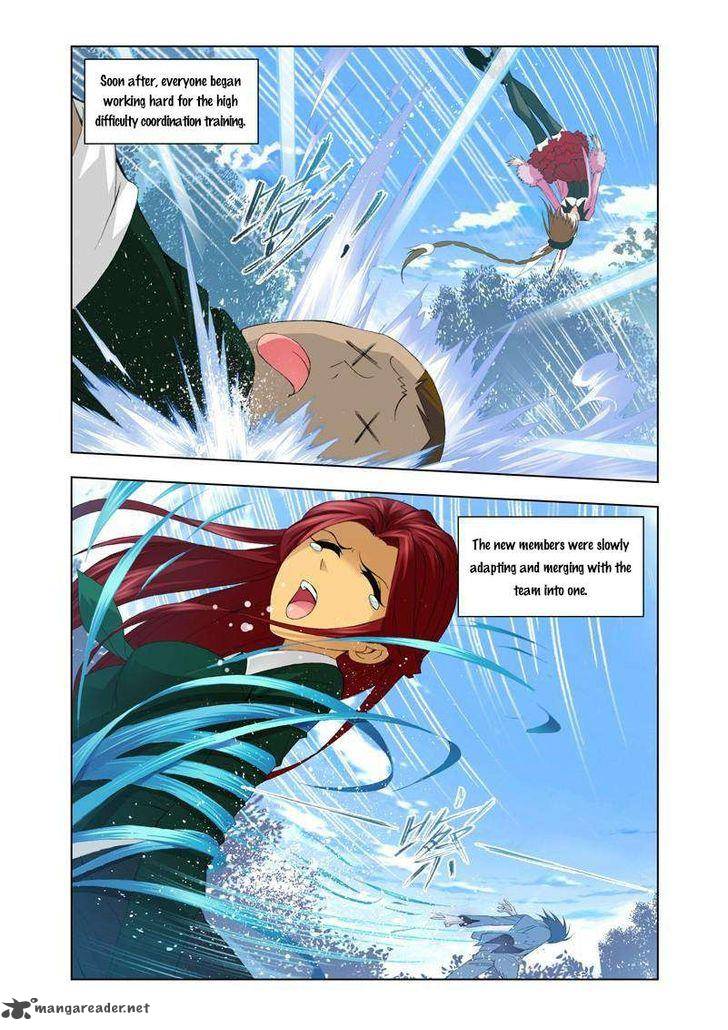 Soon after, everyone began
working hard for the high
difficulty coordination training.
The new members were slowly
adapting and merging with the
team into one.
mangareader.net